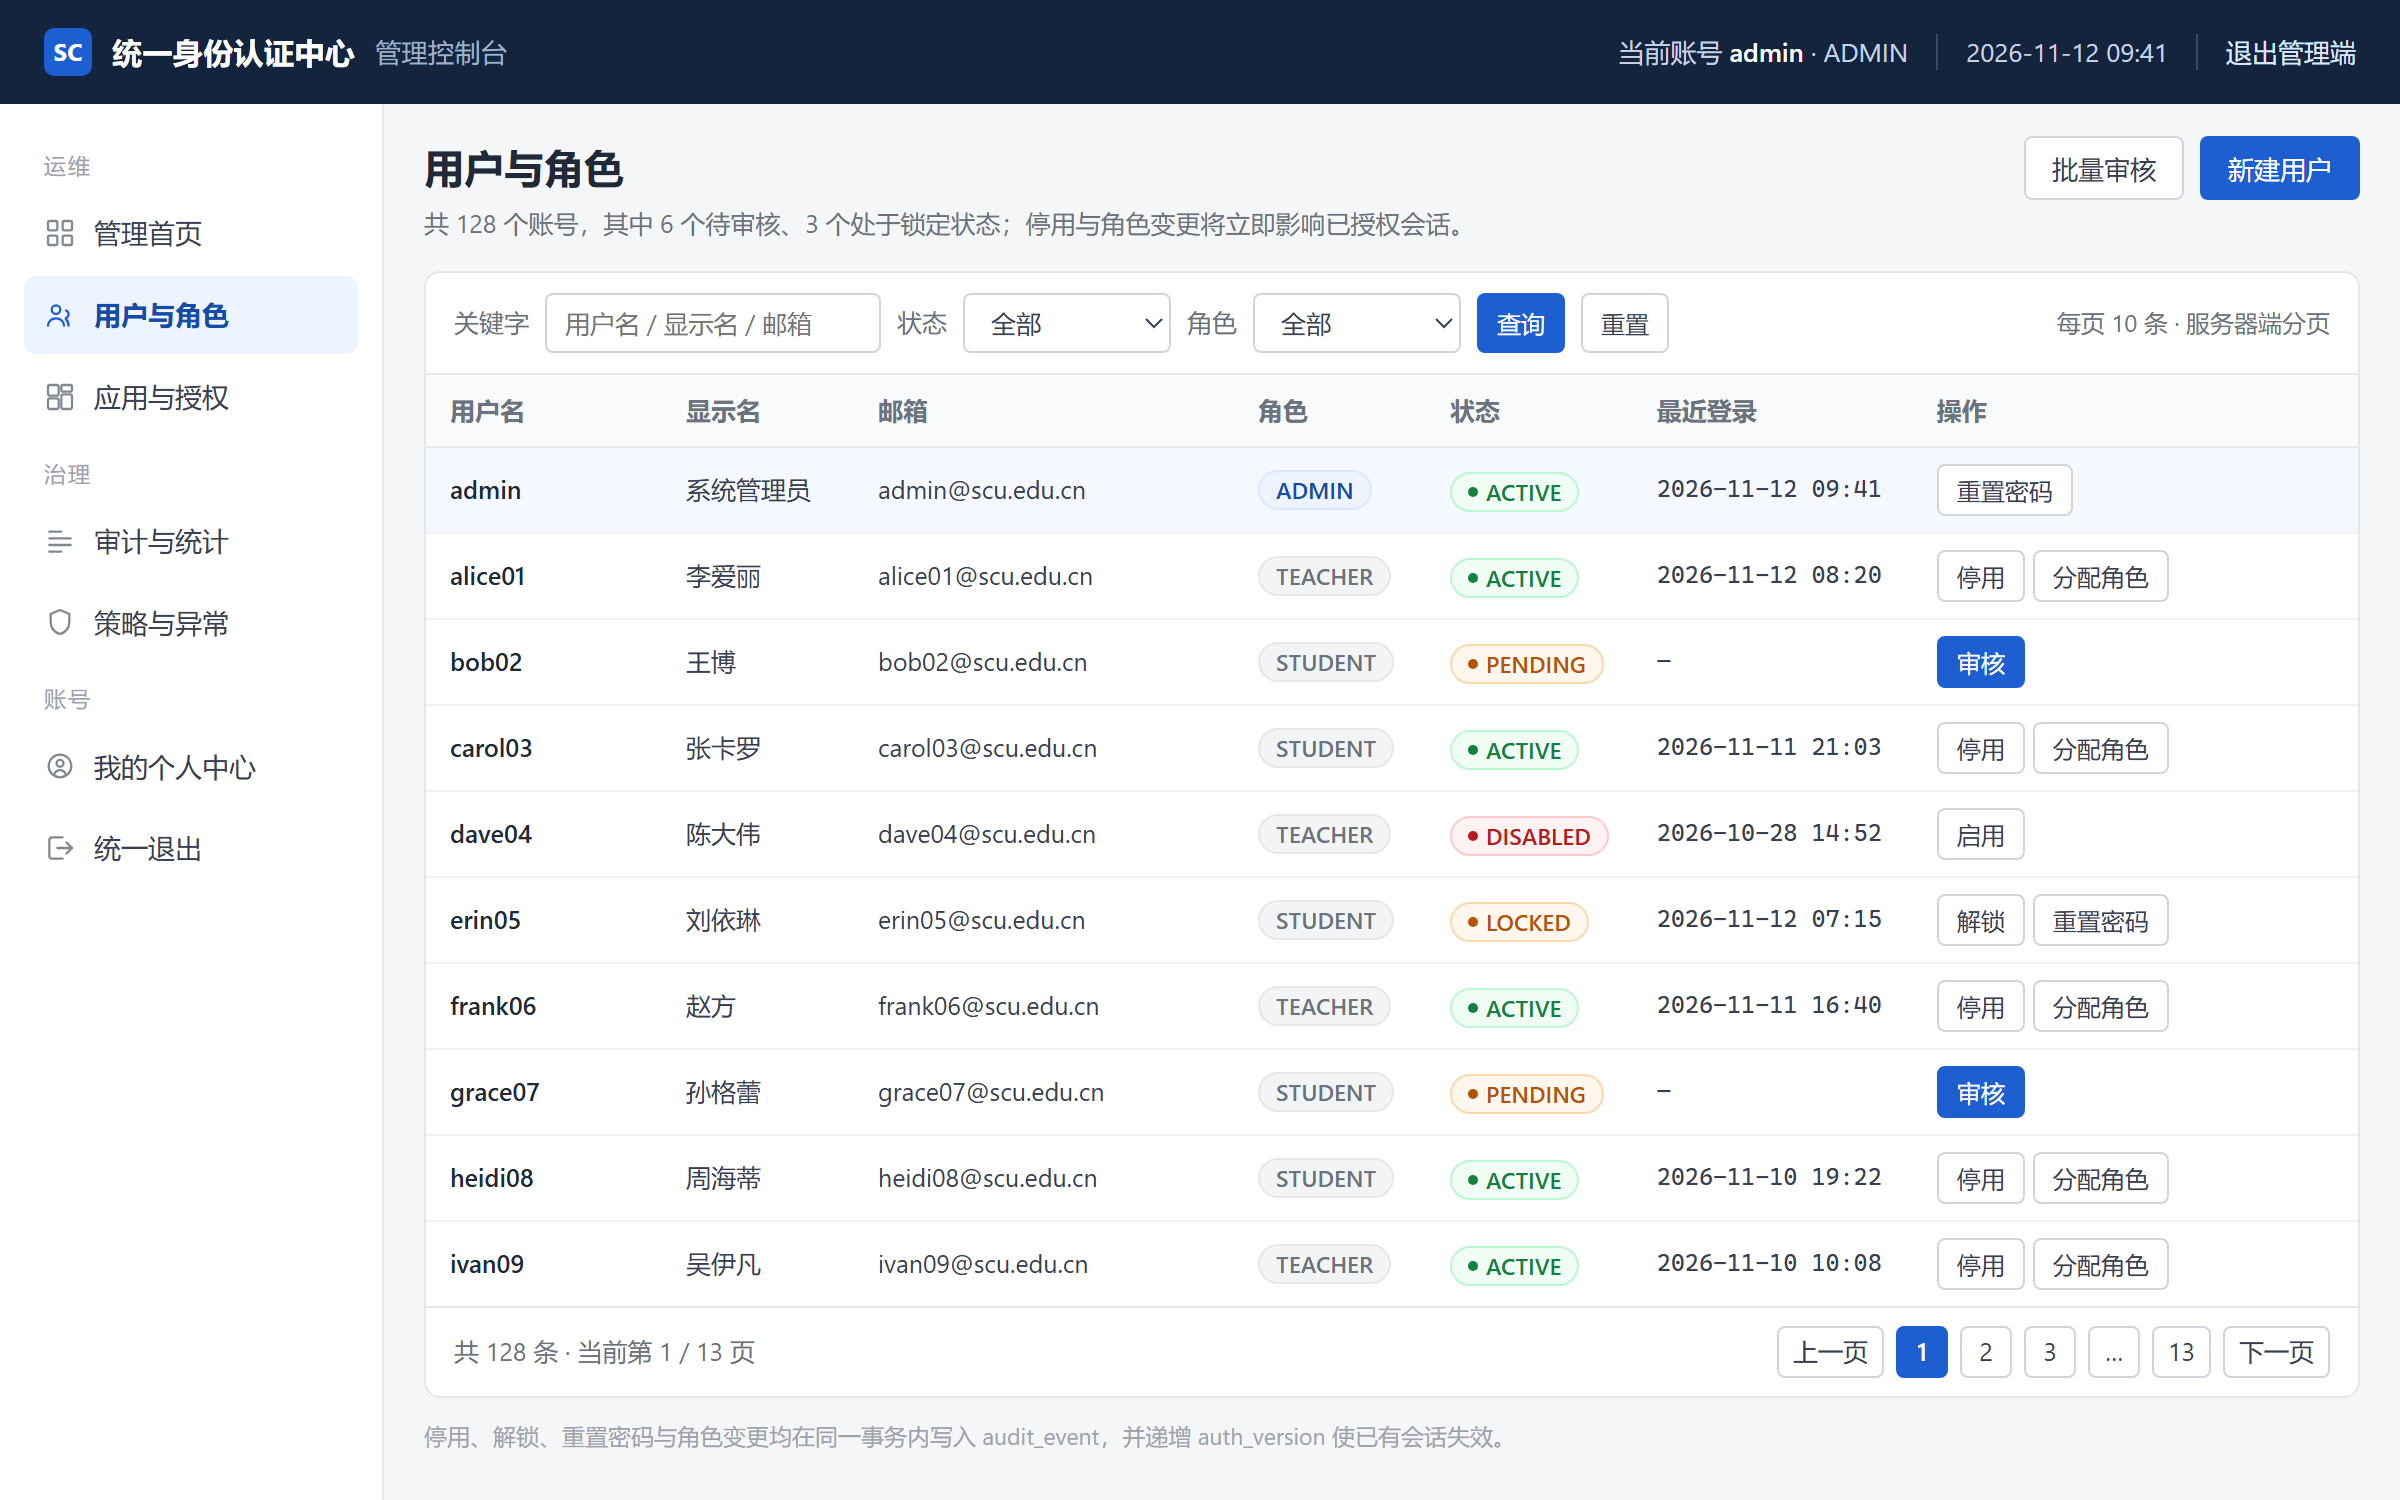 SC 统一身份认证中心 管理控制台 当前账号 admin · ADMIN 2026-11-12 09:41 退出管理端
运维
管理首页
用户与角色
应用与授权
治理
审计与统计
策略与异常
账号
我的个人中心
统一退出
用户与角色
批量审核 新建用户
共 128 个账号，其中 6 个待审核、3 个处于锁定状态；停用与角色变更将立即影响已授权会话。
关键字 用户名 / 显示名 / 邮箱 状态 全部 角色 全部 查询 重置 每页 10 条 · 服务器端分页
用户名 显示名 邮箱 角色 状态 最近登录 操作
admin 系统管理员 admin@scu.edu.cn ADMIN ACTIVE 2026-11-12 09:41 重置密码
alice01 李爱丽 alice01@scu.edu.cn TEACHER ACTIVE 2026-11-12 08:20 停用 分配角色
bob02 王博 bob02@scu.edu.cn STUDENT PENDING – 审核
carol03 张卡罗 carol03@scu.edu.cn STUDENT ACTIVE 2026-11-11 21:03 停用 分配角色
dave04 陈大伟 dave04@scu.edu.cn TEACHER DISABLED 2026-10-28 14:52 启用
erin05 刘依琳 erin05@scu.edu.cn STUDENT LOCKED 2026-11-12 07:15 解锁 重置密码
frank06 赵方 frank06@scu.edu.cn TEACHER ACTIVE 2026-11-11 16:40 停用 分配角色
grace07 孙格蕾 grace07@scu.edu.cn STUDENT PENDING – 审核
heidi08 周海蒂 heidi08@scu.edu.cn STUDENT ACTIVE 2026-11-10 19:22 停用 分配角色
ivan09 吴伊凡 ivan09@scu.edu.cn TEACHER ACTIVE 2026-11-10 10:08 停用 分配角色
共 128 条 · 当前第 1 / 13 页 上一页 1 2 3 … 13 下一页
停用、解锁、重置密码与角色变更均在同一事务内写入 audit_event，并递增 auth_version 使已有会话失效。